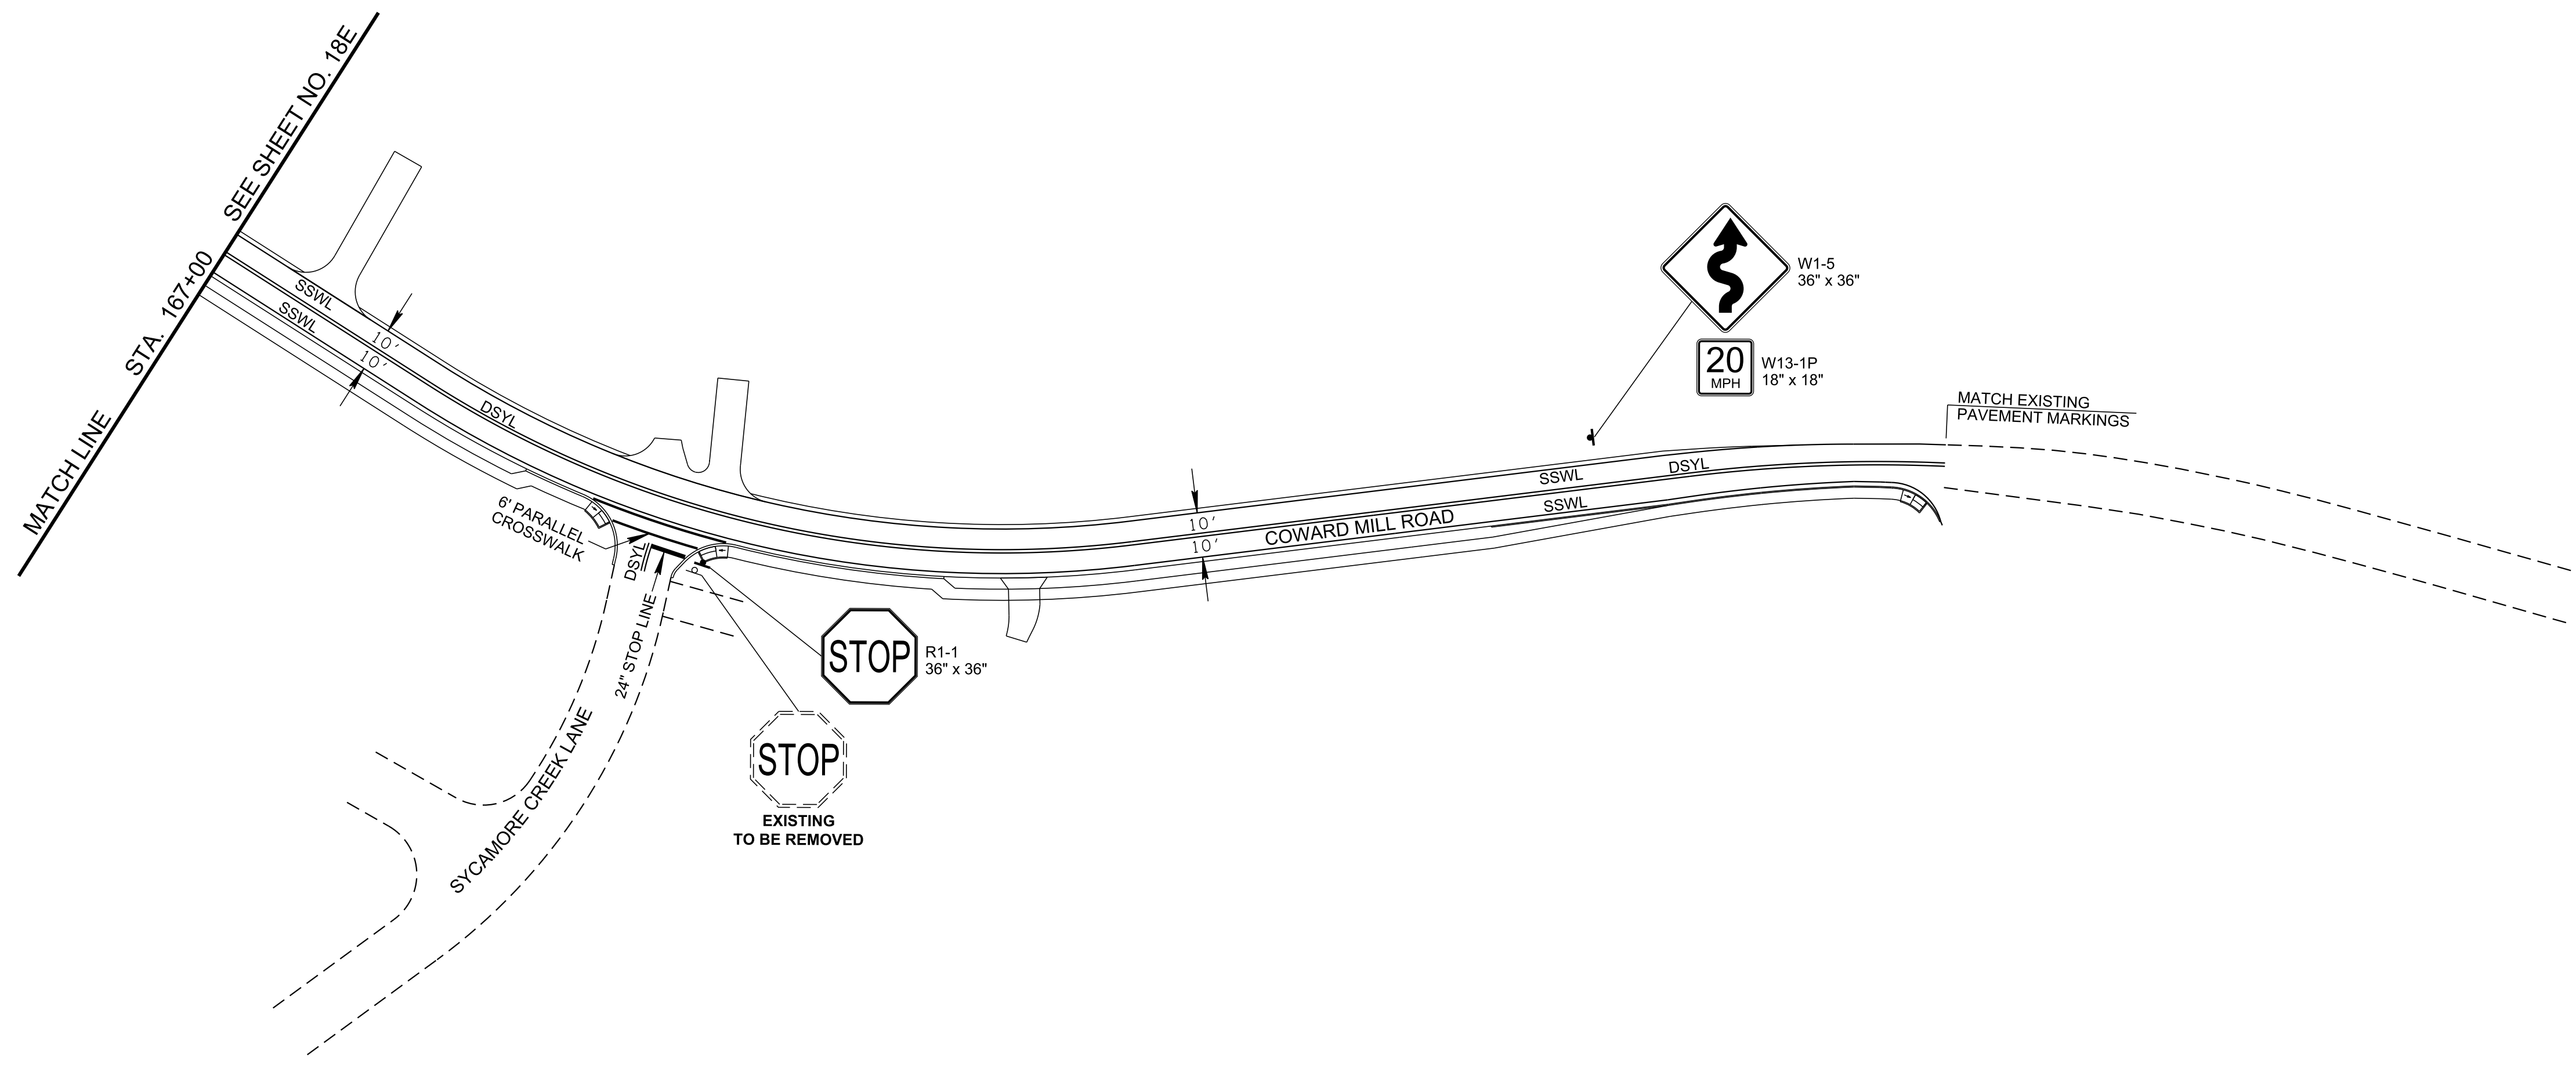 MATCH LINE STA. 167+00 SEE SHEET NO. 18E
SSWL
SSWL
10'
10'
DSYL
6' PARALLEL
CROSSWALK
DSYL
24" STOP LINE
SYCAMORE CREEK LANE
STOP
R1-1
36" x 36"
STOP
EXISTING
TO BE REMOVED
10'
10'
COWARD MILL ROAD
SSWL
DSYL
SSWL
W1-5
36" x 36"
20
MPH
W13-1P
18" x 18"
MATCH EXISTING
PAVEMENT MARKINGS